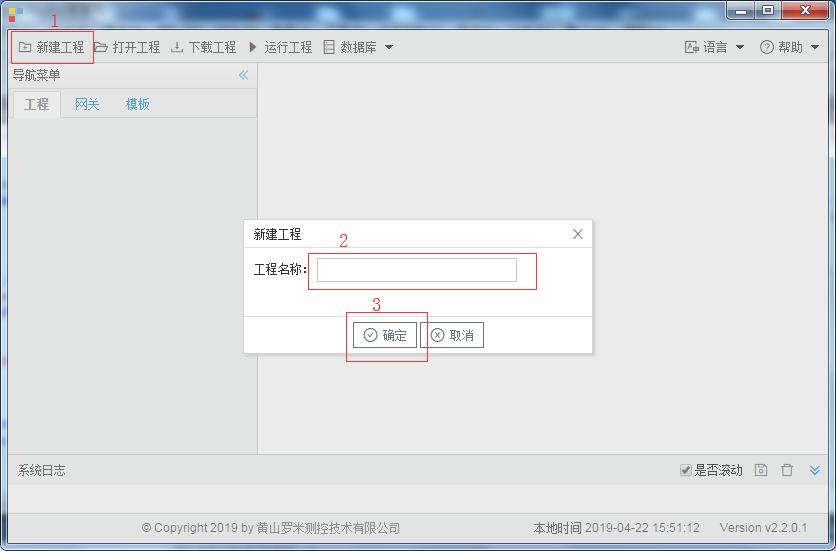 1
新建工程 打开工程 下载工程 运行工程 数据库 语言 帮助
导航菜单
工程 网关 模板
新建工程
2
工程名称:
3
确定 取消
系统日志 是否滚动
© Copyright 2019 by 黄山罗米测控技术有限公司 本地时间 2019-04-22 15:51:12 Version v2.2.0.1